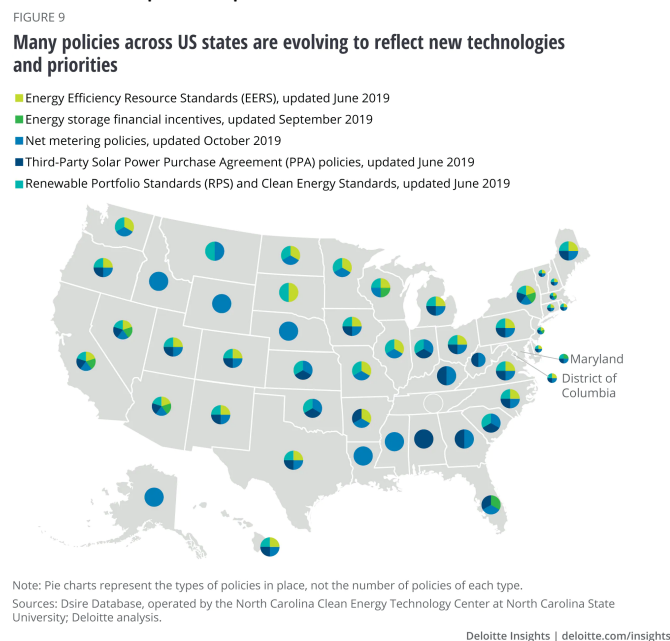 FIGURE 9
Many policies across US states are evolving to reflect new technologies
and priorities
Energy Efficiency Resource Standards (EERS), updated June 2019
Energy storage financial incentives, updated September 2019
Net metering policies, updated October 2019
Third-Party Solar Power Purchase Agreement (PPA) policies, updated June 2019
Renewable Portfolio Standards (RPS) and Clean Energy Standards, updated June 2019
Maryland
District of
Columbia
Note: Pie charts represent the types of policies in place, not the number of policies of each type.
Sources: Dsire Database, operated by the North Carolina Clean Energy Technology Center at North Carolina State
University; Deloitte analysis.
Deloitte Insights | deloitte.com/insights